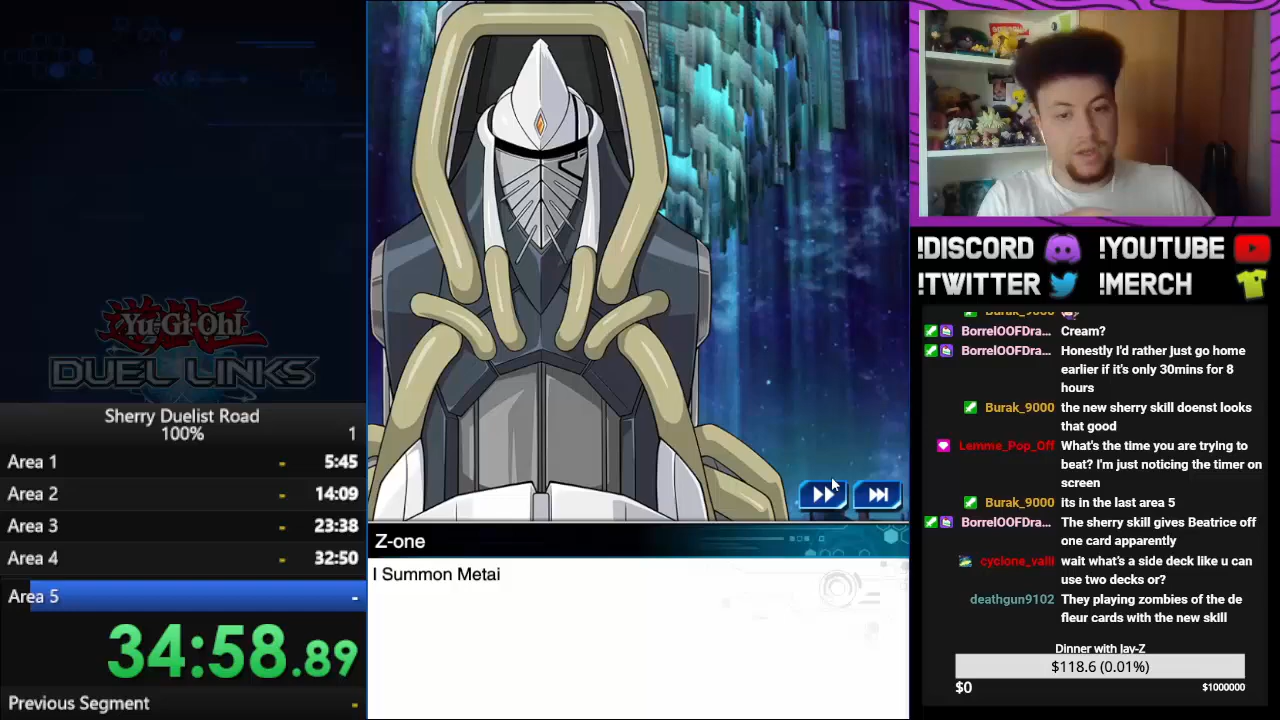 Yu-Gi-Oh!
DUEL LINKS
Sherry Duelist Road
100% 1
Area 1 - 5:45
Area 2 - 14:09
Area 3 - 23:38
Area 4 - 32:50
Area 5 -
34:58.89
Previous Segment -
Z-one
I Summon Metai
!DISCORD !YOUTUBE
!TWITTER !MERCH
Burak_9000
BorrelOOFDra... Cream?
BorrelOOFDra... Honestly I'd rather just go home
earlier if it's only 30mins for 8
hours
Burak_9000 the new sherry skill doenst looks
that good
Lemme_Pop_Off What's the time you are trying to
beat? I'm just noticing the timer on
screen
Burak_9000 its in the last area 5
BorrelOOFDra... The sherry skill gives Beatrice off
one card apparently
cyclone_valli wait what's a side deck like u can
use two decks or?
deathgun9102 They playing zombies of the de
fleur cards with the new skill
Dinner with Jay-Z
$118.6 (0.01%)
$0 $1000000